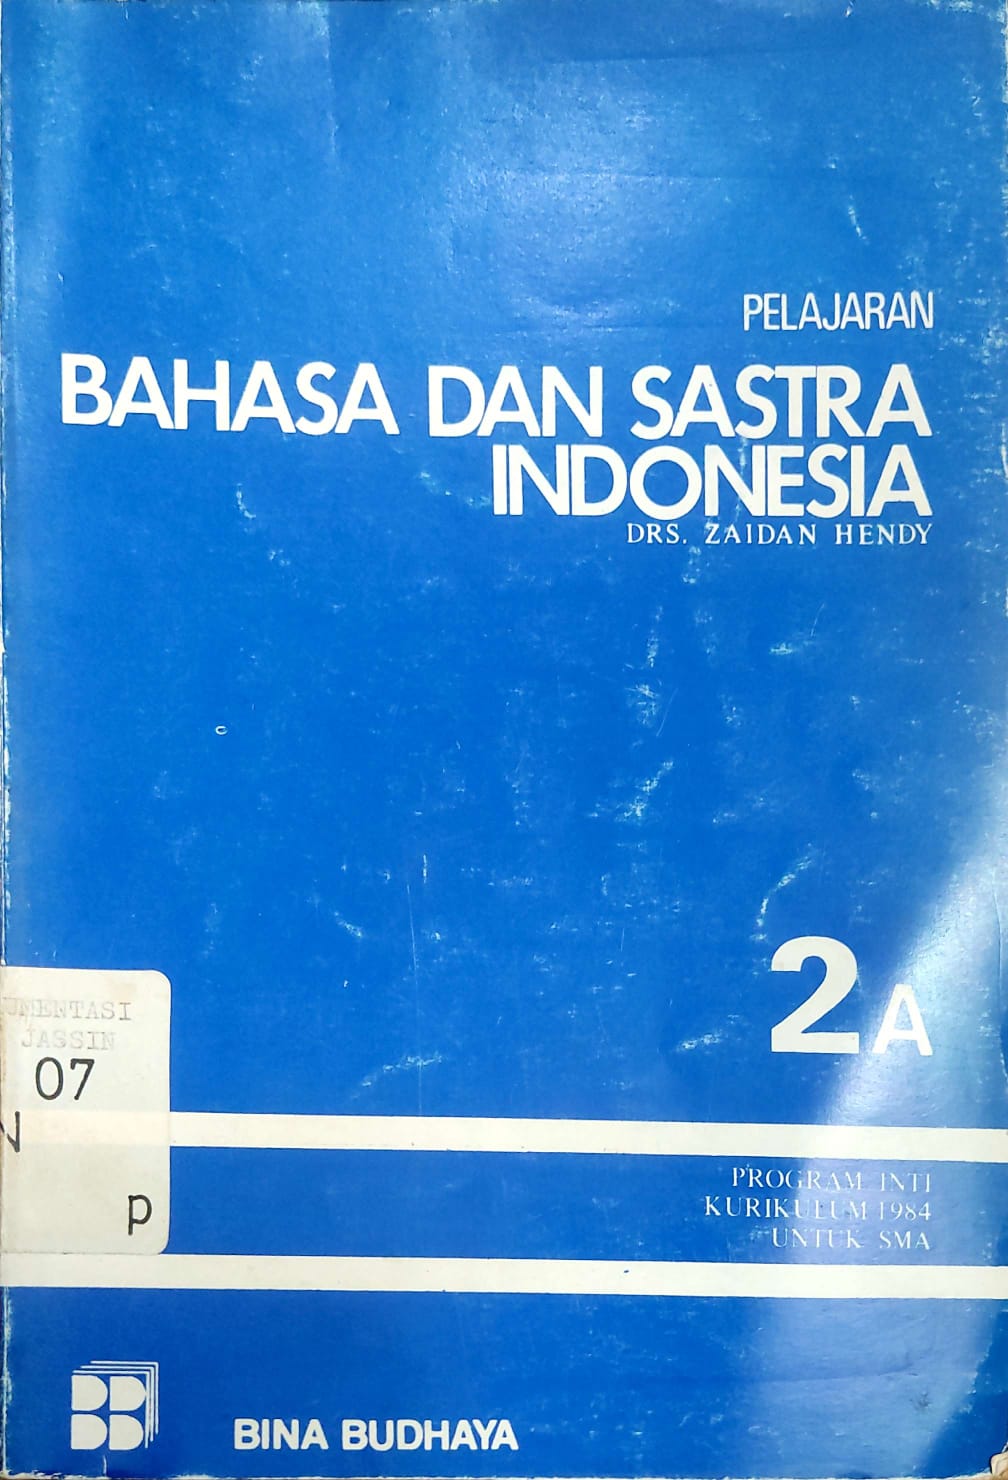 PELAJARAN
BAHASA DAN SASTRA
INDONESIA
DRS. ZAIDAN HENDY
2A
UMENTASI
JASSIN
07
N
p
PROGRAM INTI
KURIKULUM 1984
UNTUK SMA
BINA BUDHAYA